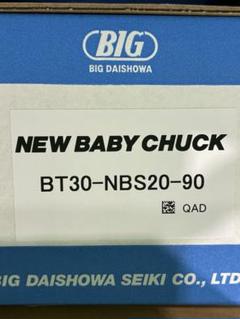 BIG
BIG DAISHOWA
NEW BABY CHUCK
BT30-NBS20-90
QAD
BIG DAISHOWA SEIKI CO., LTD